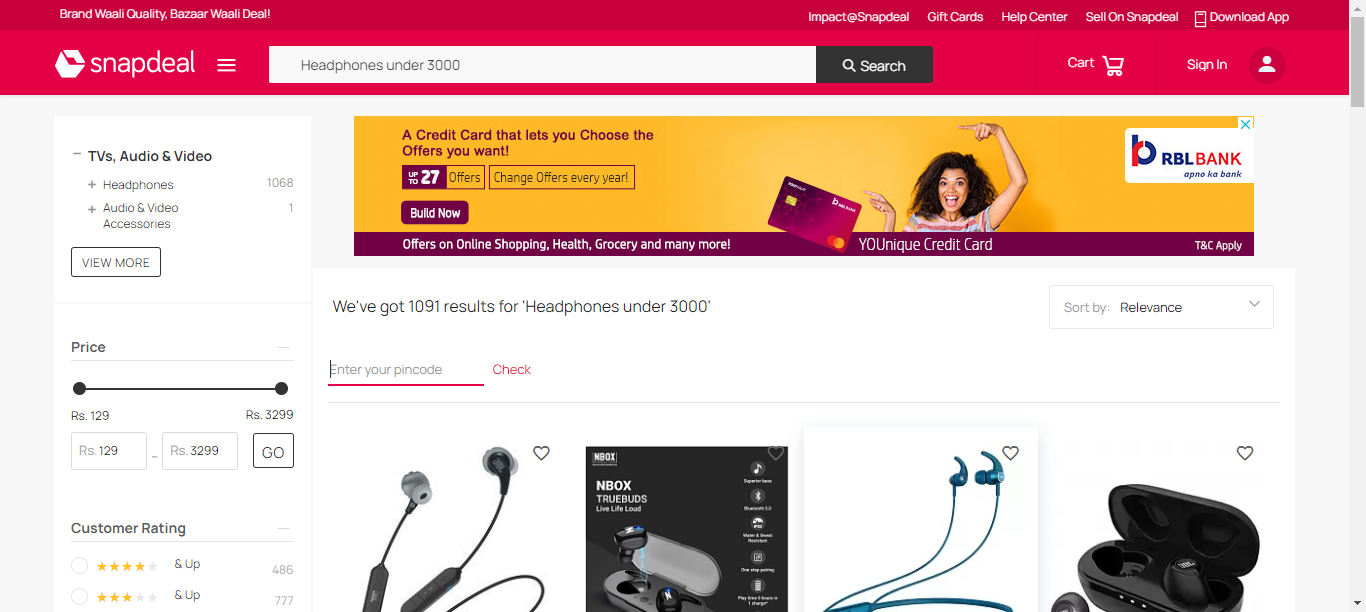 Brand Waali Quality, Bazaar Waali Deal!
Impact@Snapdeal Gift Cards Help Center Sell On Snapdeal Download App
snapdeal
Headphones under 3000
Search
Cart
Sign In
TVs, Audio & Video
Headphones 1068
Audio & Video 1
Accessories
VIEW MORE
A Credit Card that lets you Choose the
Offers you want!
UP TO 27 Offers Change Offers every year!
Build Now
Offers on Online Shopping, Health, Grocery and many more!
YOUnique Credit Card
T&C Apply
RBLBANK
apno ka bank
We've got 1091 results for 'Headphones under 3000'
Sort by: Relevance
Enter your pincode Check
Price
Rs. 129 Rs. 3299
Rs. 129 - Rs. 3299 GO
Customer Rating
& Up 486
& Up 777
NBOX
NBOX
TRUEBUDS
Live Life Loud
Superior bass
Bluetooth 5.0
Water & Sweat
Resistant
One step pairing
Play time 5 hours in
1 charge*
JBL